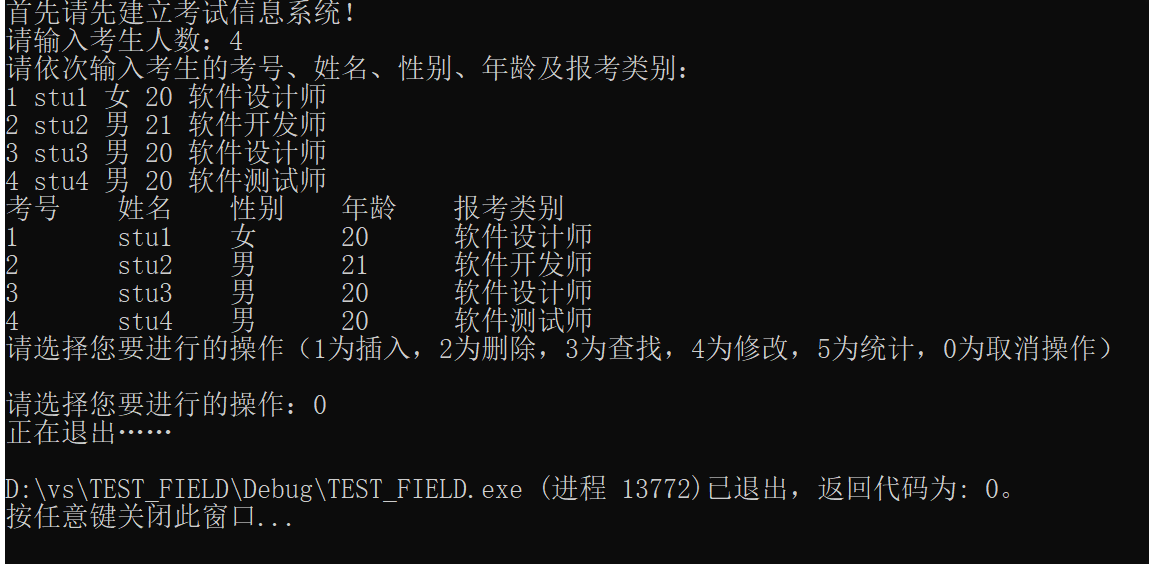 首先请先建立考试信息系统！
请输入考生人数：4
请依次输入考生的考号、姓名、性别、年龄及报考类别：
1 stu1 女 20 软件设计师
2 stu2 男 21 软件开发师
3 stu3 男 20 软件设计师
4 stu4 男 20 软件测试师
考号 姓名 性别 年龄 报考类别
1 stu1 女 20 软件设计师
2 stu2 男 21 软件开发师
3 stu3 男 20 软件设计师
4 stu4 男 20 软件测试师
请选择您要进行的操作（1为插入，2为删除，3为查找，4为修改，5为统计，0为取消操作）
请选择您要进行的操作：0
正在退出……
D:\vs\TEST_FIELD\Debug\TEST_FIELD.exe (进程 13772)已退出，返回代码为: 0。
按任意键关闭此窗口...